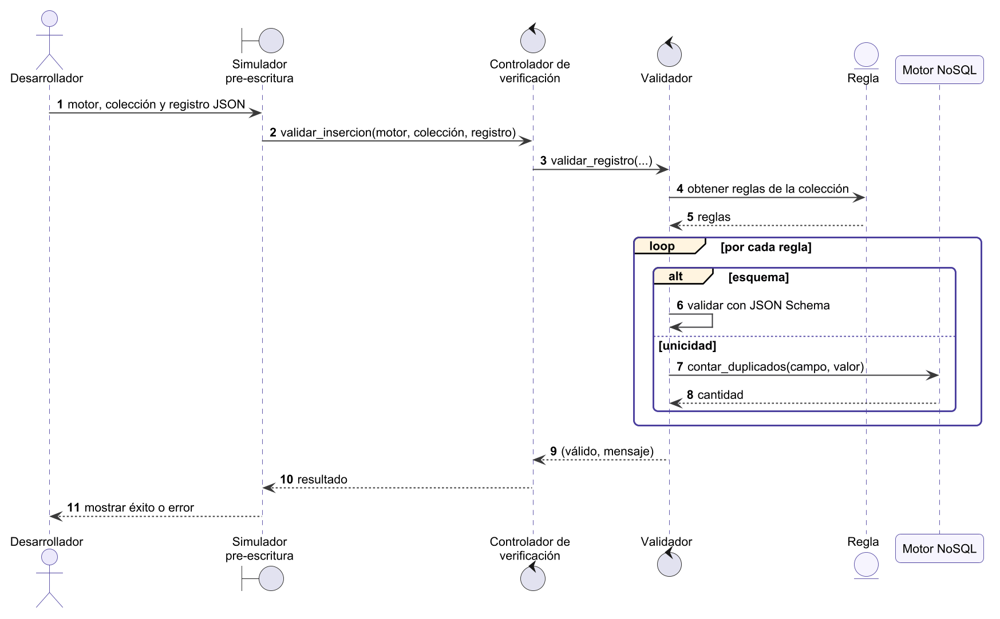 Desarrollador
Simulador
pre-escritura
Controlador de
verificación
Validador
Regla
Motor NoSQL
1 motor, colección y registro JSON
2 validar_insercion(motor, colección, registro)
3 validar_registro(...)
4 obtener reglas de la colección
5 reglas
loop [por cada regla]
alt [esquema]
6 validar con JSON Schema
[unicidad]
7 contar_duplicados(campo, valor)
8 cantidad
9 (válido, mensaje)
10 resultado
11 mostrar éxito o error
Desarrollador
Simulador
pre-escritura
Controlador de
verificación
Validador
Regla
Motor NoSQL